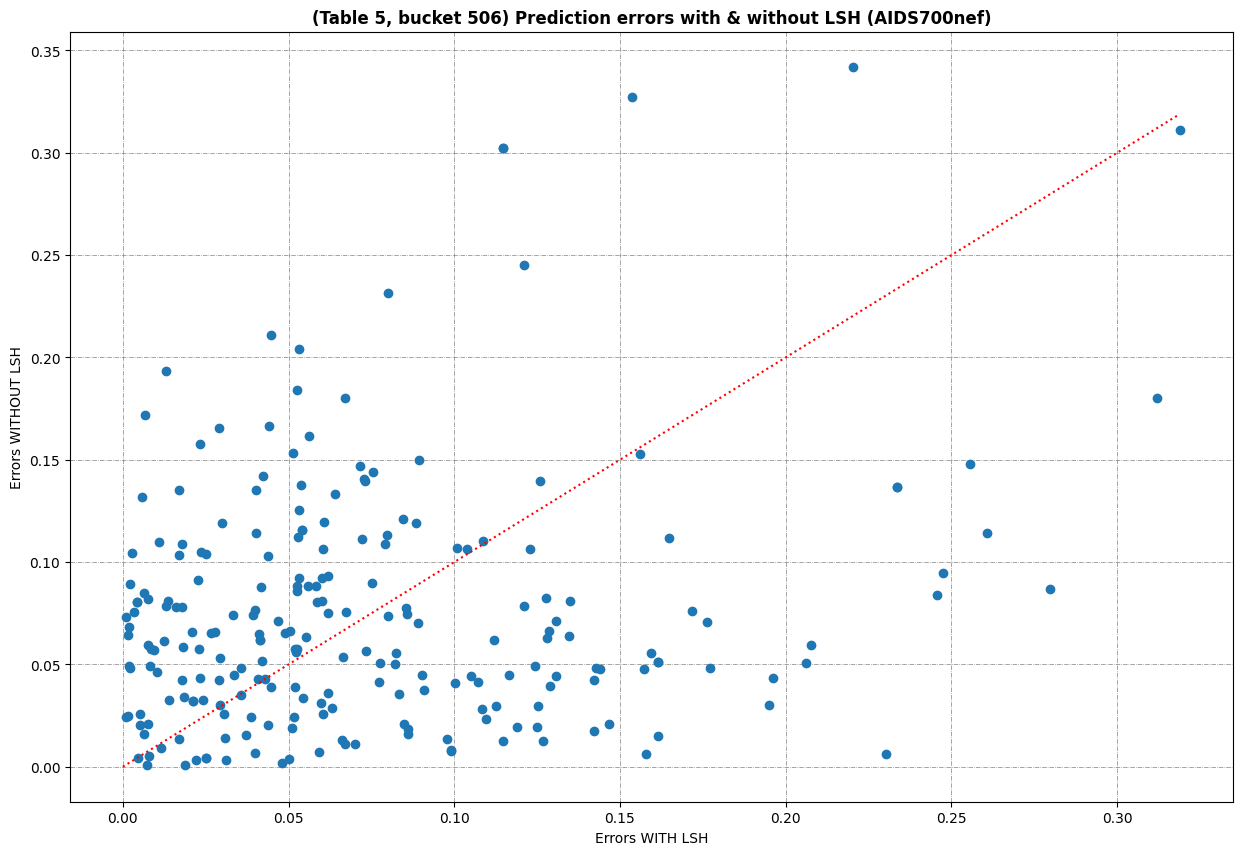 (Table 5, bucket 506) Prediction errors with & without LSH (AIDS700nef)
0.35
0.30
0.25
0.20
0.15
0.10
0.05
0.00
Errors WITHOUT LSH
0.00 0.05 0.10 0.15 0.20 0.25 0.30
Errors WITH LSH